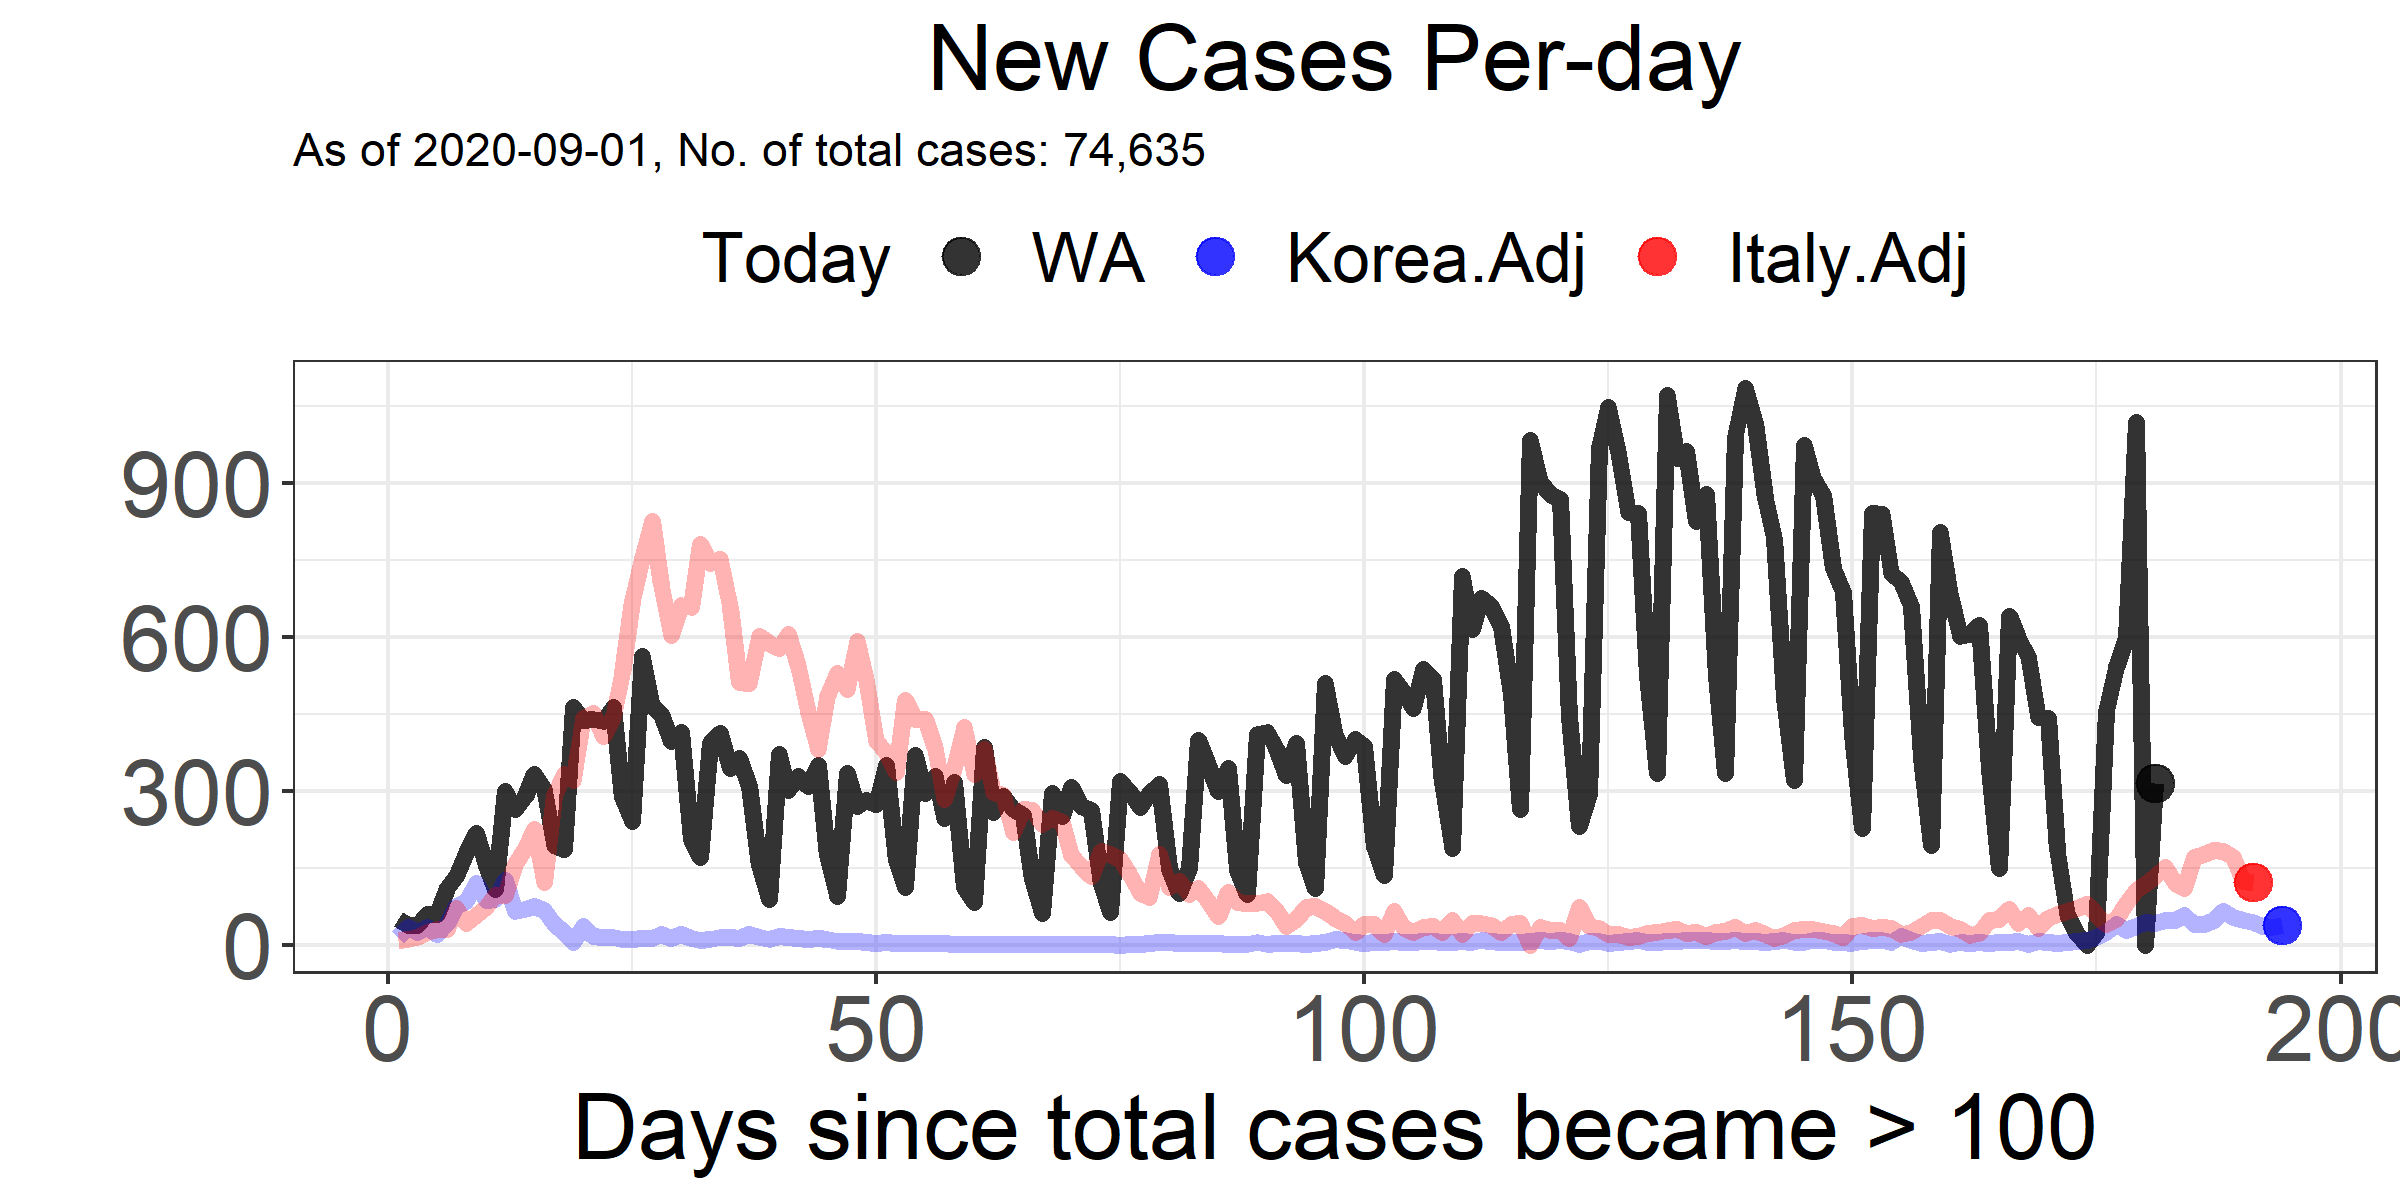 New Cases Per-day
As of 2020-09-01, No. of total cases: 74,635
Today WA Korea.Adj Italy.Adj
900
600
300
0
0 50 100 150 200
Days since total cases became > 100